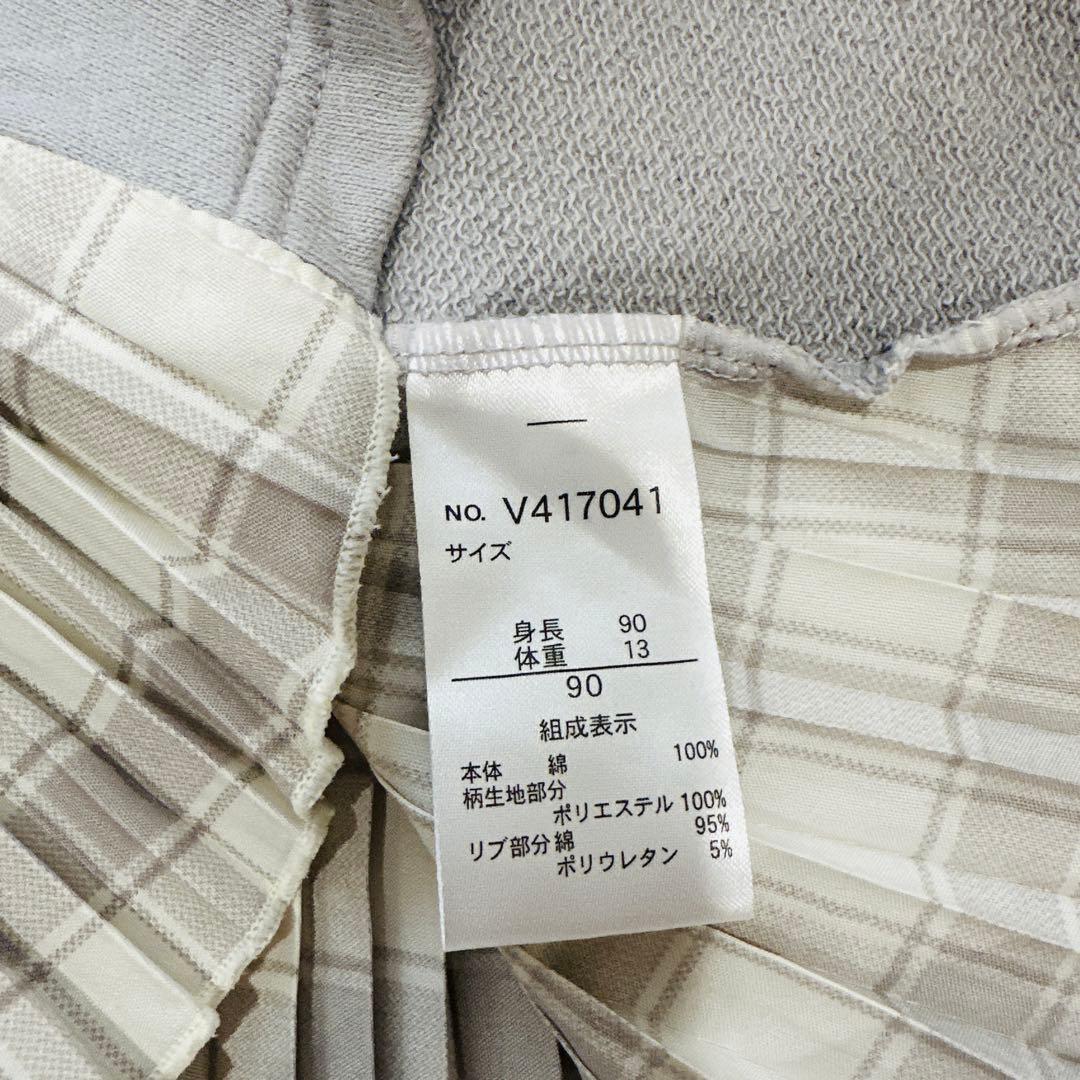 NO. V417041
サイズ
身長 90
体重 13
90
組成表示
本体 綿 100%
柄生地部分
ポリエステル 100%
リブ部分 綿 95%
ポリウレタン 5%